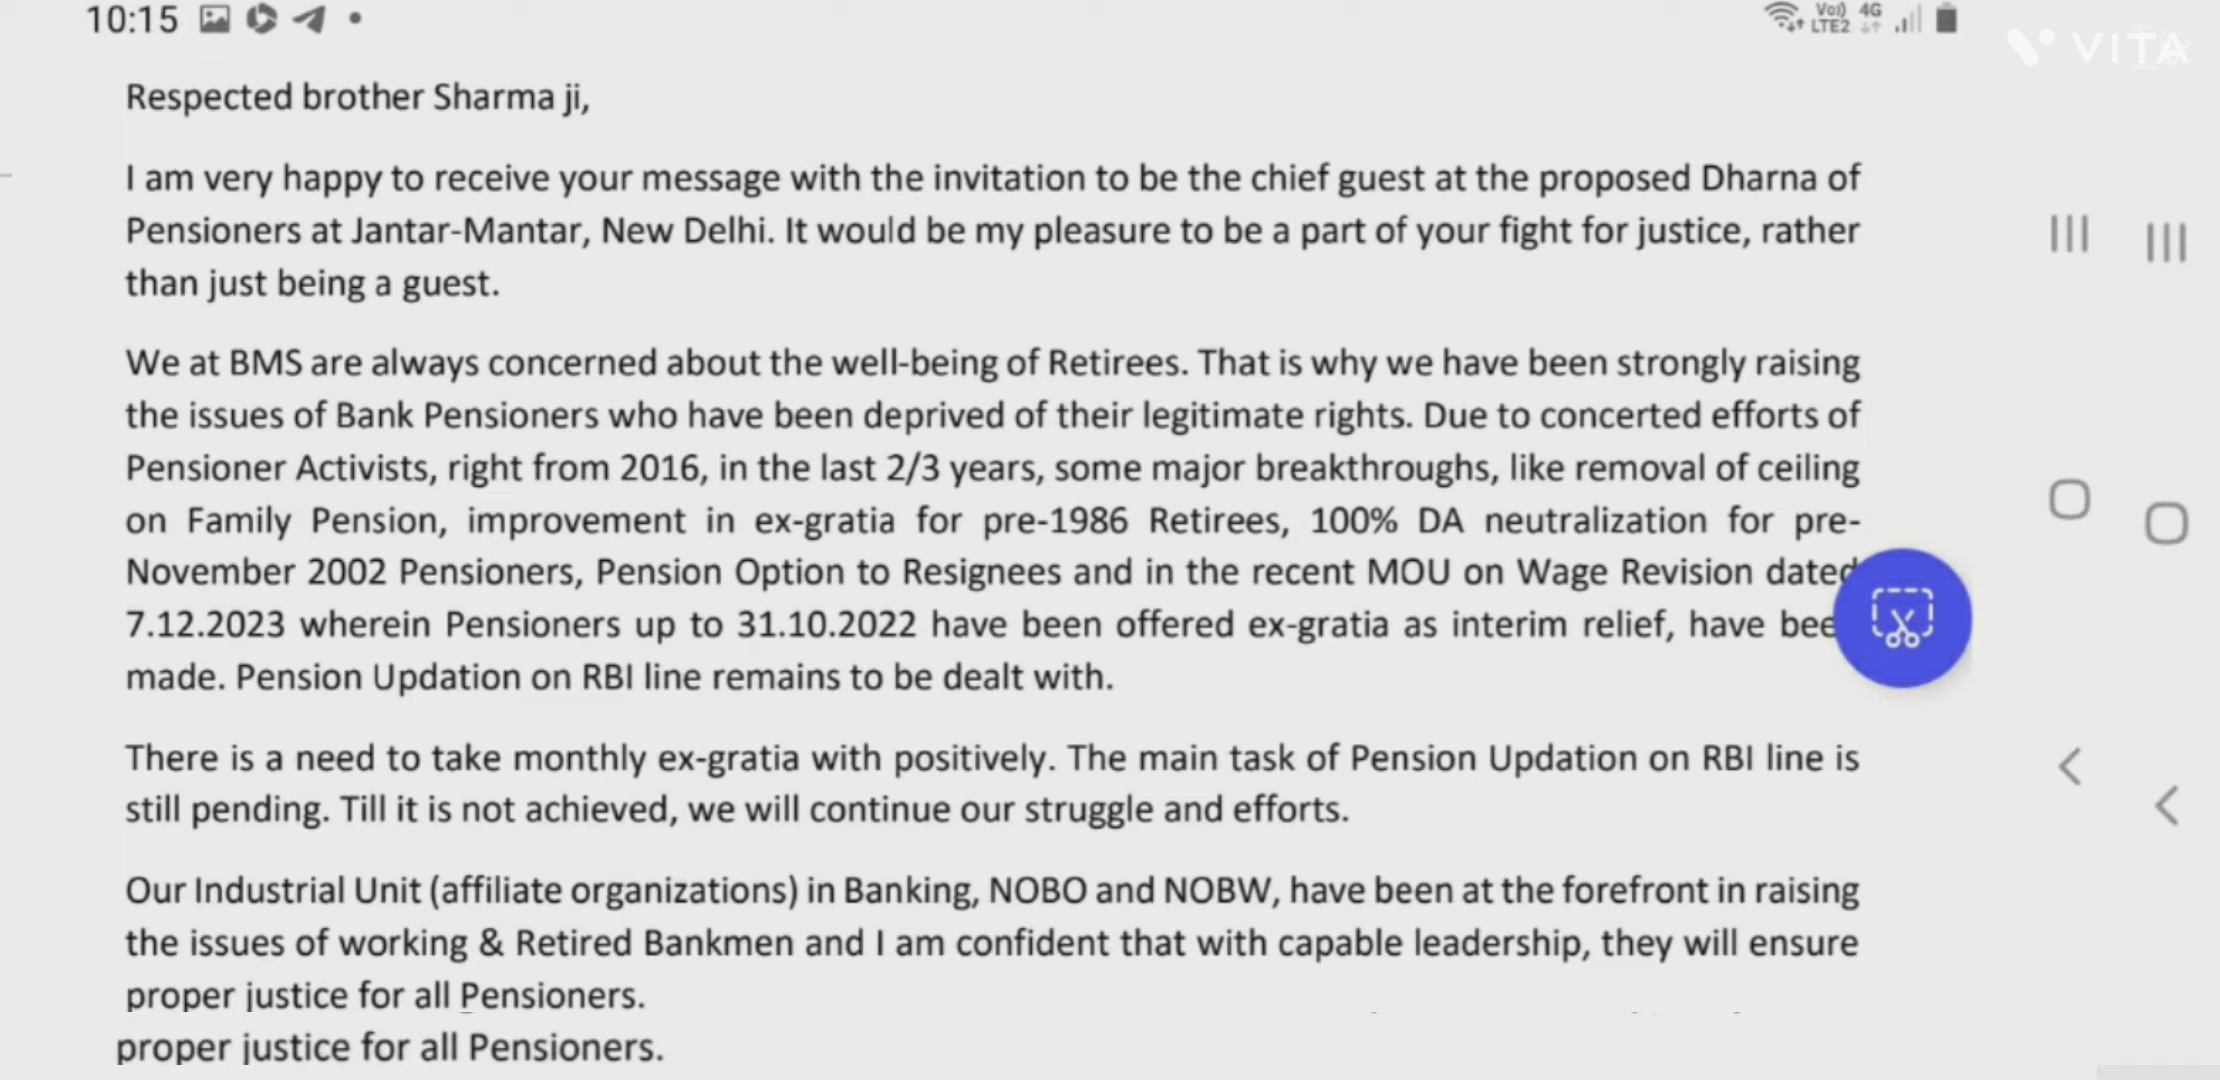 10:15
Vo) 4G
LTE2
VITA
Respected brother Sharma ji,
I am very happy to receive your message with the invitation to be the chief guest at the proposed Dharna of
Pensioners at Jantar-Mantar, New Delhi. It would be my pleasure to be a part of your fight for justice, rather
than just being a guest.
We at BMS are always concerned about the well-being of Retirees. That is why we have been strongly raising
the issues of Bank Pensioners who have been deprived of their legitimate rights. Due to concerted efforts of
Pensioner Activists, right from 2016, in the last 2/3 years, some major breakthroughs, like removal of ceiling
on Family Pension, improvement in ex-gratia for pre-1986 Retirees, 100% DA neutralization for pre-
November 2002 Pensioners, Pension Option to Resignees and in the recent MOU on Wage Revision dated
7.12.2023 wherein Pensioners up to 31.10.2022 have been offered ex-gratia as interim relief, have bee
made. Pension Updation on RBI line remains to be dealt with.
There is a need to take monthly ex-gratia with positively. The main task of Pension Updation on RBI line is
still pending. Till it is not achieved, we will continue our struggle and efforts.
Our Industrial Unit (affiliate organizations) in Banking, NOBO and NOBW, have been at the forefront in raising
the issues of working & Retired Bankmen and I am confident that with capable leadership, they will ensure
proper justice for all Pensioners.
proper justice for all Pensioners.